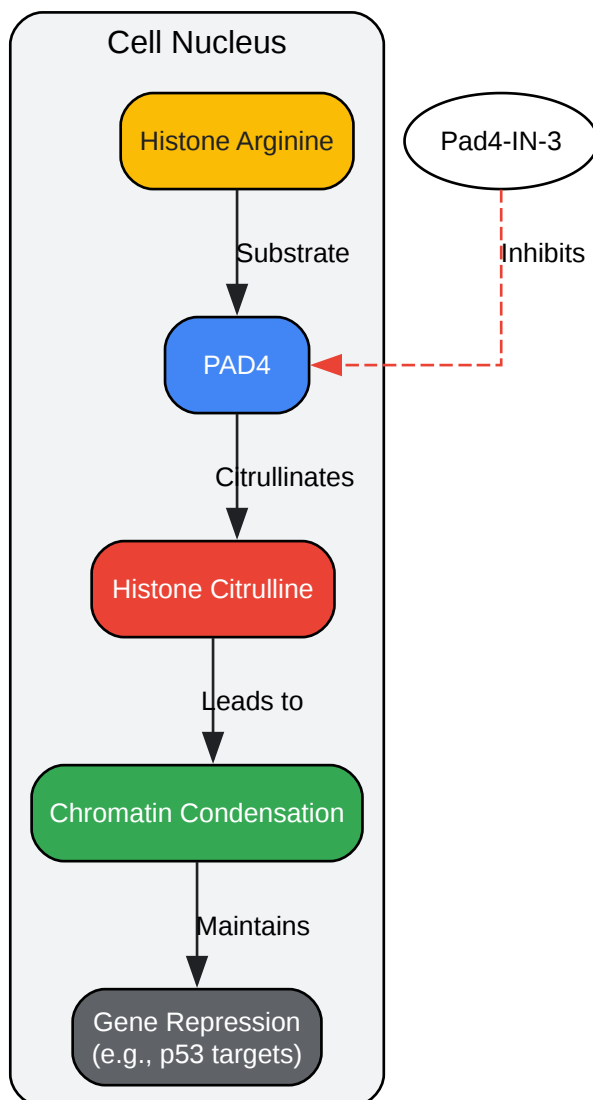 Cell Nucleus
Histone Arginine
Pad4-IN-3
Substrate
Inhibits
PAD4
Citrullinates
Histone Citrulline
Leads to
Chromatin Condensation
Maintains
Gene Repression
(e.g., p53 targets)